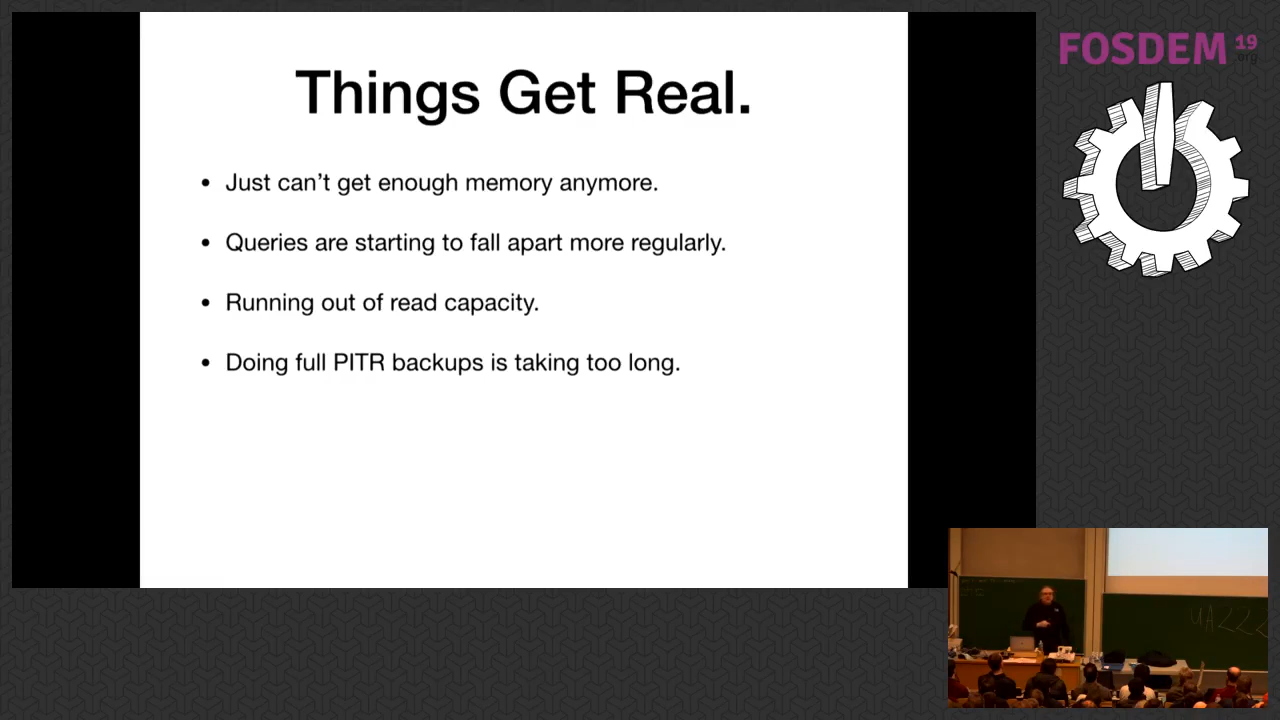 Things Get Real.
• Just can't get enough memory anymore.
• Queries are starting to fall apart more regularly.
• Running out of read capacity.
• Doing full PITR backups is taking too long.
FOSDEM 19
.org